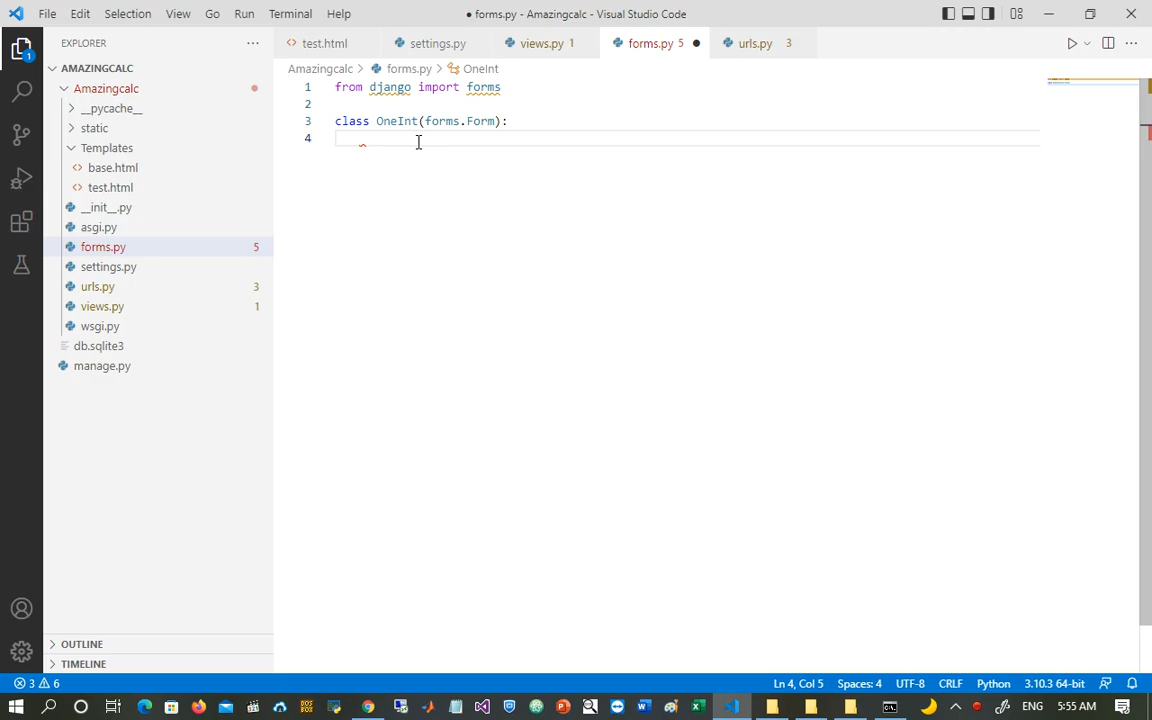 File Edit Selection View Go Run Terminal Help
● forms.py - Amazingcalc - Visual Studio Code
EXPLORER
test.html settings.py views.py 1 forms.py 5 ● urls.py 3
AMAZINGCALC
Amazingcalc
__pycache__
static
Templates
base.html
test.html
__init__.py
asgi.py
forms.py 5
settings.py
urls.py 3
views.py 1
wsgi.py
db.sqlite3
manage.py
OUTLINE
TIMELINE
Amazingcalc > forms.py > OneInt
1 from django import forms
2
3 class OneInt(forms.Form):
4
1
3 6 Ln 4, Col 5 Spaces: 4 UTF-8 CRLF Python 3.10.3 64-bit
ENG 5:55 AM